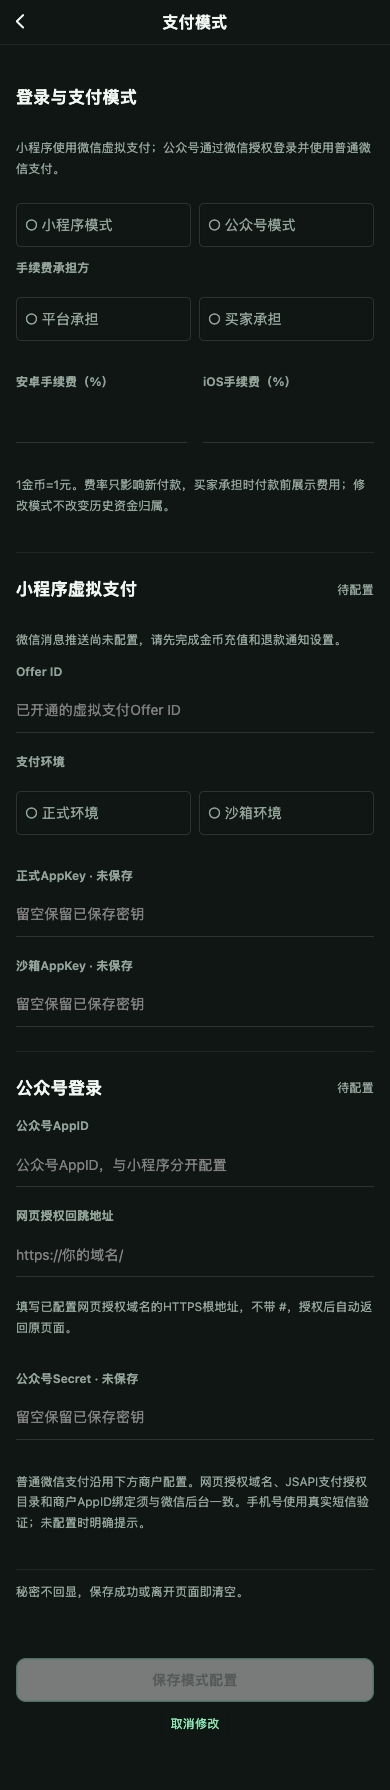 支付模式
登录与支付模式
小程序使用微信虚拟支付；公众号通过微信授权登录并使用普通微
信支付。
小程序模式
公众号模式
手续费承担方
平台承担
买家承担
安卓手续费（%）
iOS手续费（%）
1金币=1元。费率只影响新付款，买家承担时付款前展示费用；修
改模式不改变历史资金归属。
小程序虚拟支付
待配置
微信消息推送尚未配置，请先完成金币充值和退款通知设置。
Offer ID
已开通的虚拟支付Offer ID
支付环境
正式环境
沙箱环境
正式AppKey · 未保存
留空保留已保存密钥
沙箱AppKey · 未保存
留空保留已保存密钥
公众号登录
待配置
公众号AppID
公众号AppID，与小程序分开配置
网页授权回跳地址
https://你的域名/
填写已配置网页授权域名的HTTPS根地址，不带 #，授权后自动返
回原页面。
公众号Secret · 未保存
留空保留已保存密钥
普通微信支付沿用下方商户配置。网页授权域名、JSAPI支付授权
目录和商户AppID绑定须与微信后台一致。手机号使用真实短信验
证；未配置时明确提示。
秘密不回显，保存成功或离开页面即清空。
保存模式配置
取消修改